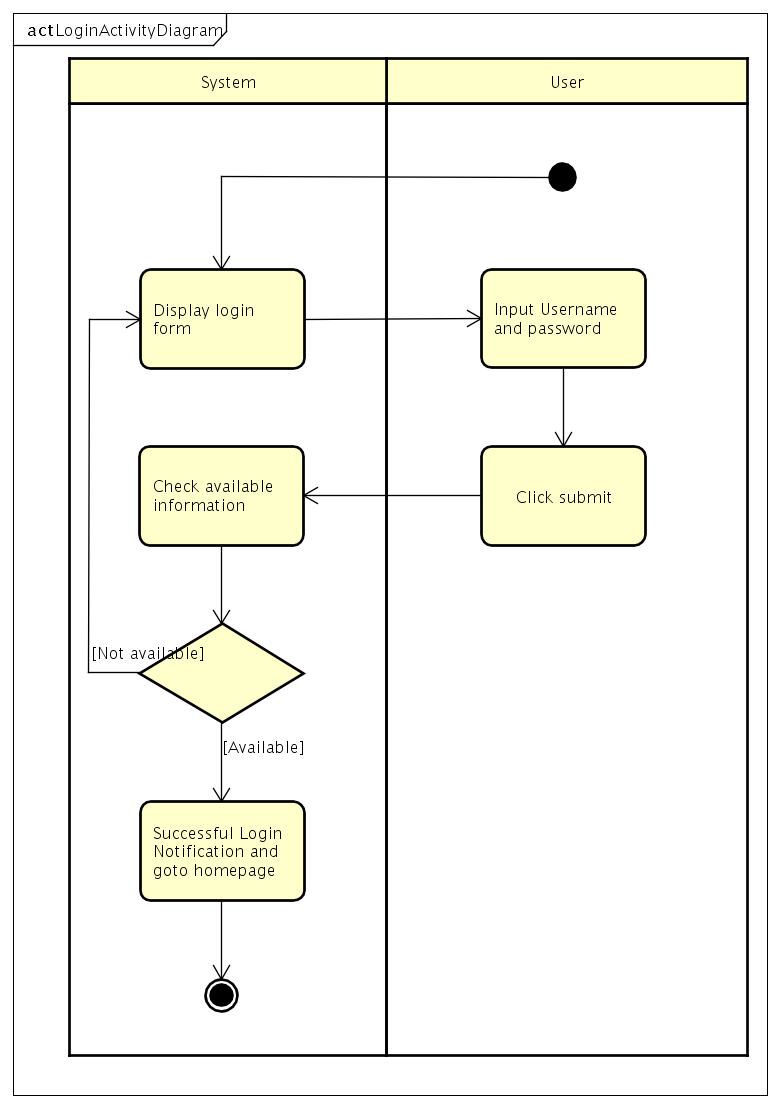 act LoginActivityDiagram
System
User
Display login
form
Input Username
and password
Check available
information
Click submit
[Not available]
[Available]
Successful Login
Notification and
goto homepage